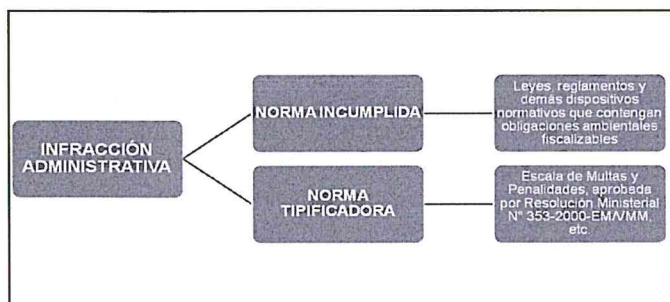 INFRACCIÓN
ADMINISTRATIVA
NORMA INCUMPLIDA
Leyes, reglamentos y
demás dispositivos
normativos que contengan
obligaciones ambientales
fiscalizables
NORMA
TIPIFICADORA
Escala de Multas y
Penalidades, aprobada
por Resolución Ministerial
N° 353-2000-EM/VMM,
etc.